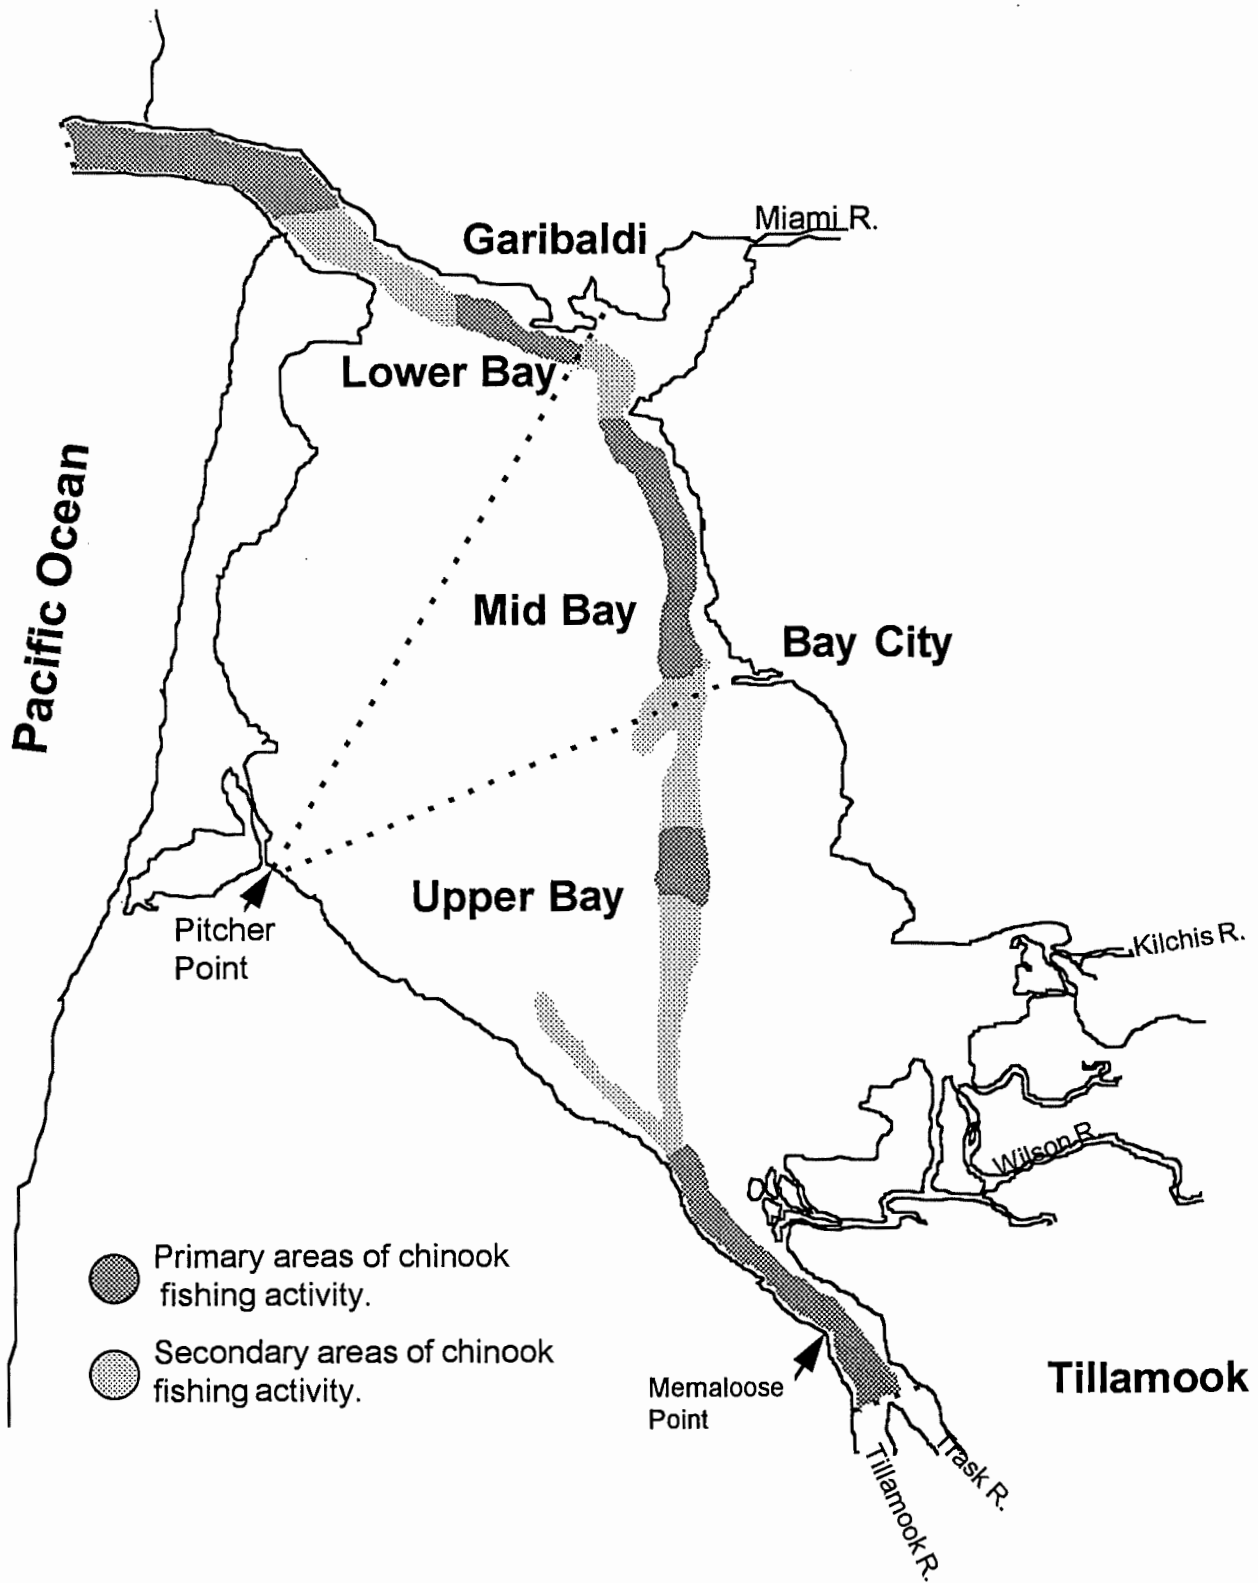 Miami R.
Garibaldi
Lower Bay
Pacific Ocean
Mid Bay
Bay City
Upper Bay
Pitcher
Point
Kilchis R.
Wilson R.
Primary areas of chinook
fishing activity.
Secondary areas of chinook
fishing activity.
Memaloose
Point
Tillamook
Trask R.
Tillamook R.